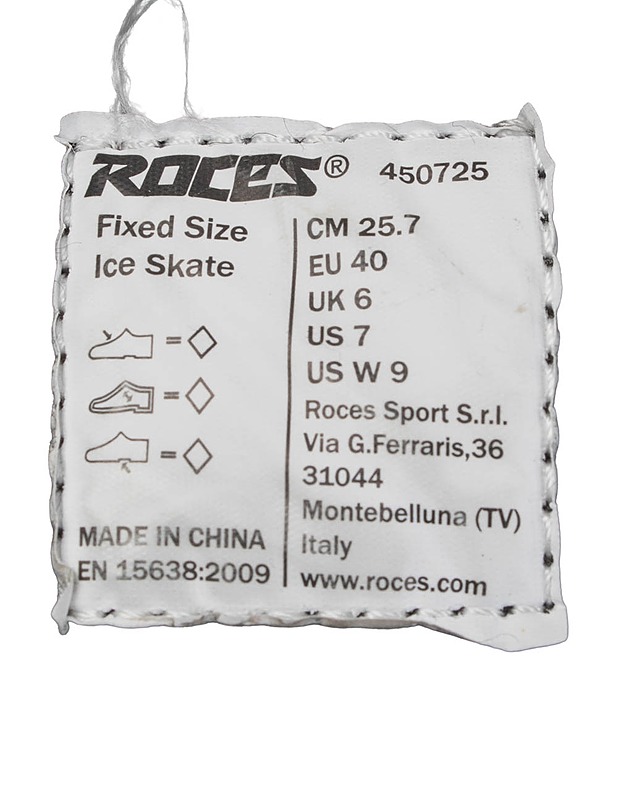 ROCES® 450725
Fixed Size
Ice Skate
= ◇
= ◇
= ◇
MADE IN CHINA
EN 15638:2009
CM 25.7
EU 40
UK 6
US 7
US W 9
Roces Sport S.r.l.
Via G.Ferraris,36
31044
Montebelluna (TV)
Italy
www.roces.com